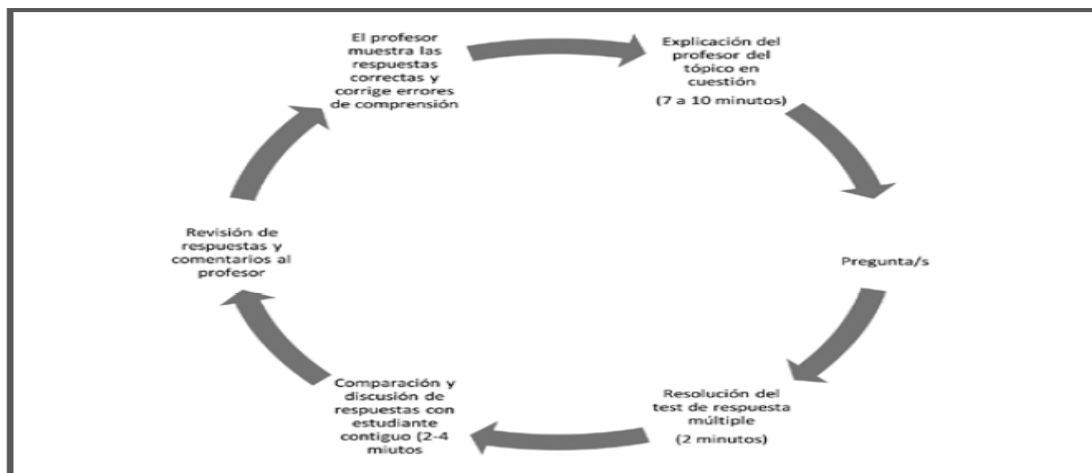 El profesor
muestra las
respuestas
correctas y
corrige errores
de comprensión
Explicación del
profesor del
tópico en
cuestión
(7 a 10 minutos)
Pregunta/s
Resolución del
test de respuesta
múltiple
(2 minutos)
Comparación y
discusión de
respuestas con
estudiante
contiguo (2-4
miutos
Revisión de
respuestas y
comentarios al
profesor